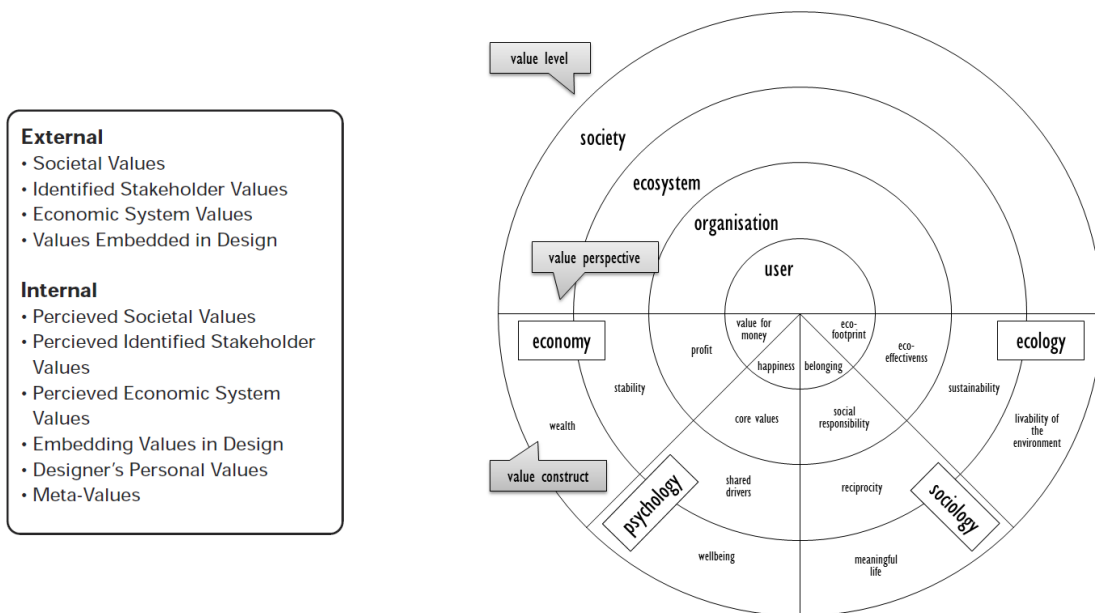 External
• Societal Values
• Identified Stakeholder Values
• Economic System Values
• Values Embedded in Design
Internal
• Percieved Societal Values
• Percieved Identified Stakeholder
Values
• Percieved Economic System
Values
• Embedding Values in Design
• Designer's Personal Values
• Meta-Values
value level
society
ecosystem
organisation
value perspective
user
economy
ecology
value for
money
eco-
footprint
profit
eco-
effectivenss
happiness
belonging
stability
sustainability
wealth
core values
social
responsibility
livability of
the
environment
value construct
psychology
shared
drivers
reciprocity
sociology
wellbeing
meaningful
life